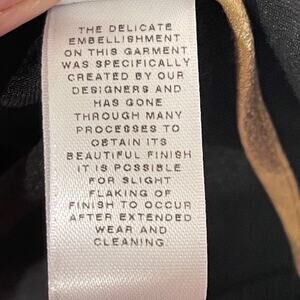 THE DELICATE
EMBELLISHMENT
ON THIS GARMENT
WAS SPECIFICALLY
CREATED BY OUR
DESIGNERS AND
HAS GONE
THROUGH MANY
PROCESSES TO
OBTAIN ITS
BEAUTIFUL FINISH
IT IS POSSIBLE
FOR SLIGHT
FLAKING OF
FINISH TO OCCUR
AFTER EXTENDED
WEAR AND
CLEANING.